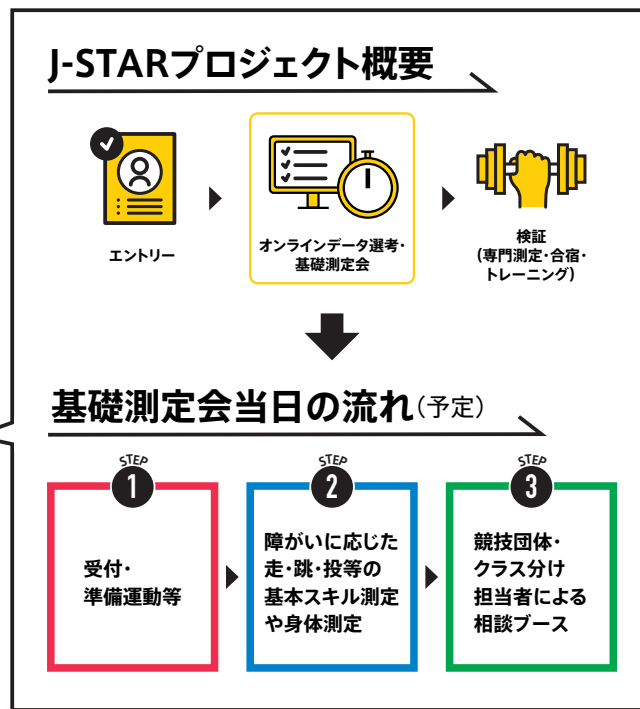 J-STARプロジェクト概要
エントリー
オンラインデータ選考・
基礎測定会
検証
(専門測定・合宿・
トレーニング)
基礎測定会当日の流れ(予定)
STEP
1
受付・
準備運動等
STEP
2
障がいに応じた
走・跳・投等の
基本スキル測定
や身体測定
STEP
3
競技団体・
クラス分け
担当者による
相談ブース